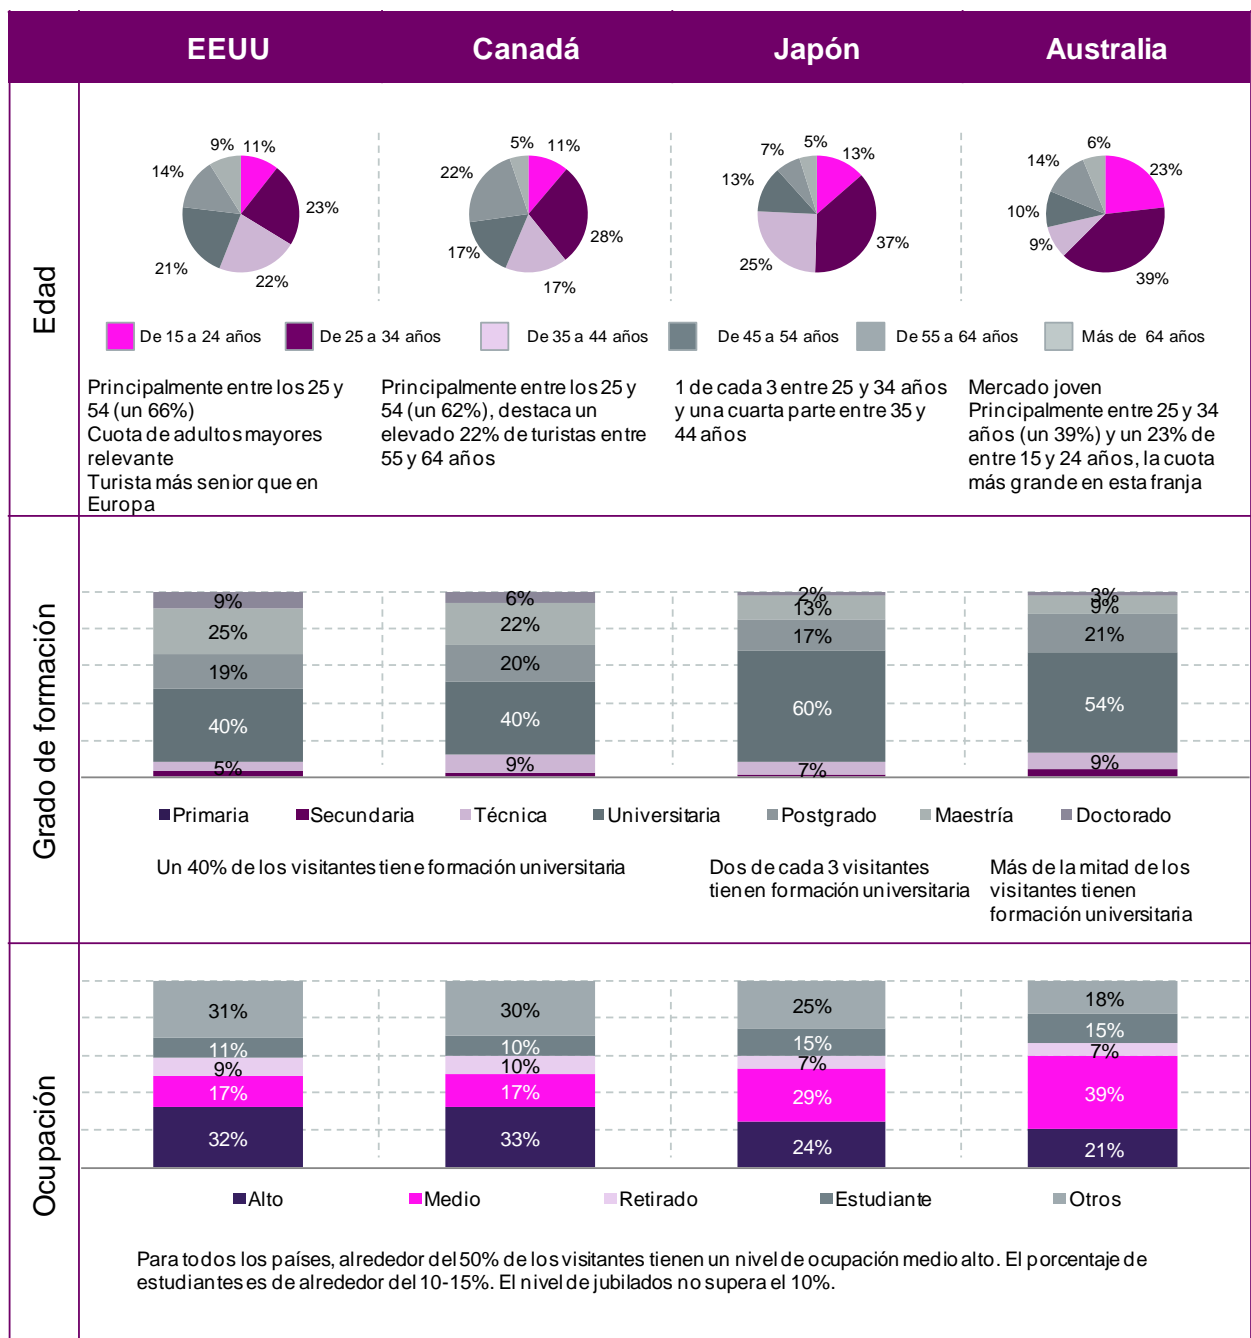 EEUU Canadá Japón Australia
Edad
9% 11% 23% 22% 21% 14%
5% 11% 28% 17% 17% 22%
5% 13% 37% 25% 13% 7%
6% 23% 39% 9% 10% 14%
De 15 a 24 años De 25 a 34 años De 35 a 44 años De 45 a 54 años De 55 a 64 años Más de 64 años
Principalmente entre los 25 y
54 (un 66%)
Cuota de adultos mayores
relevante
Turista más senior que en
Europa
Principalmente entre los 25 y
54 (un 62%), destaca un
elevado 22% de turistas entre
55 y 64 años
1 de cada 3 entre 25 y 34 años
y una cuarta parte entre 35 y
44 años
Mercado joven
Principalmente entre 25 y 34
años (un 39%) y un 23% de
entre 15 y 24 años, la cuota
más grande en esta franja
Grado de formación
9% 6% 2% 3%
25% 22% 13% 9%
19% 20% 17% 21%
40% 40% 60% 54%
5% 9% 7% 9%
Primaria Secundaria Técnica Universitaria Postgrado Maestría Doctorado
Un 40% de los visitantes tiene formación universitaria
Dos de cada 3 visitantes
tienen formación universitaria
Más de la mitad de los
visitantes tienen
formación universitaria
Ocupación
31% 30% 25% 18%
11% 10% 15% 15%
9% 10% 7% 7%
17% 17% 29% 39%
32% 33% 24% 21%
Alto Medio Retirado Estudiante Otros
Para todos los países, alrededor del 50% de los visitantes tienen un nivel de ocupación medio alto. El porcentaje de
estudiantes es de alrededor del 10-15%. El nivel de jubilados no supera el 10%.